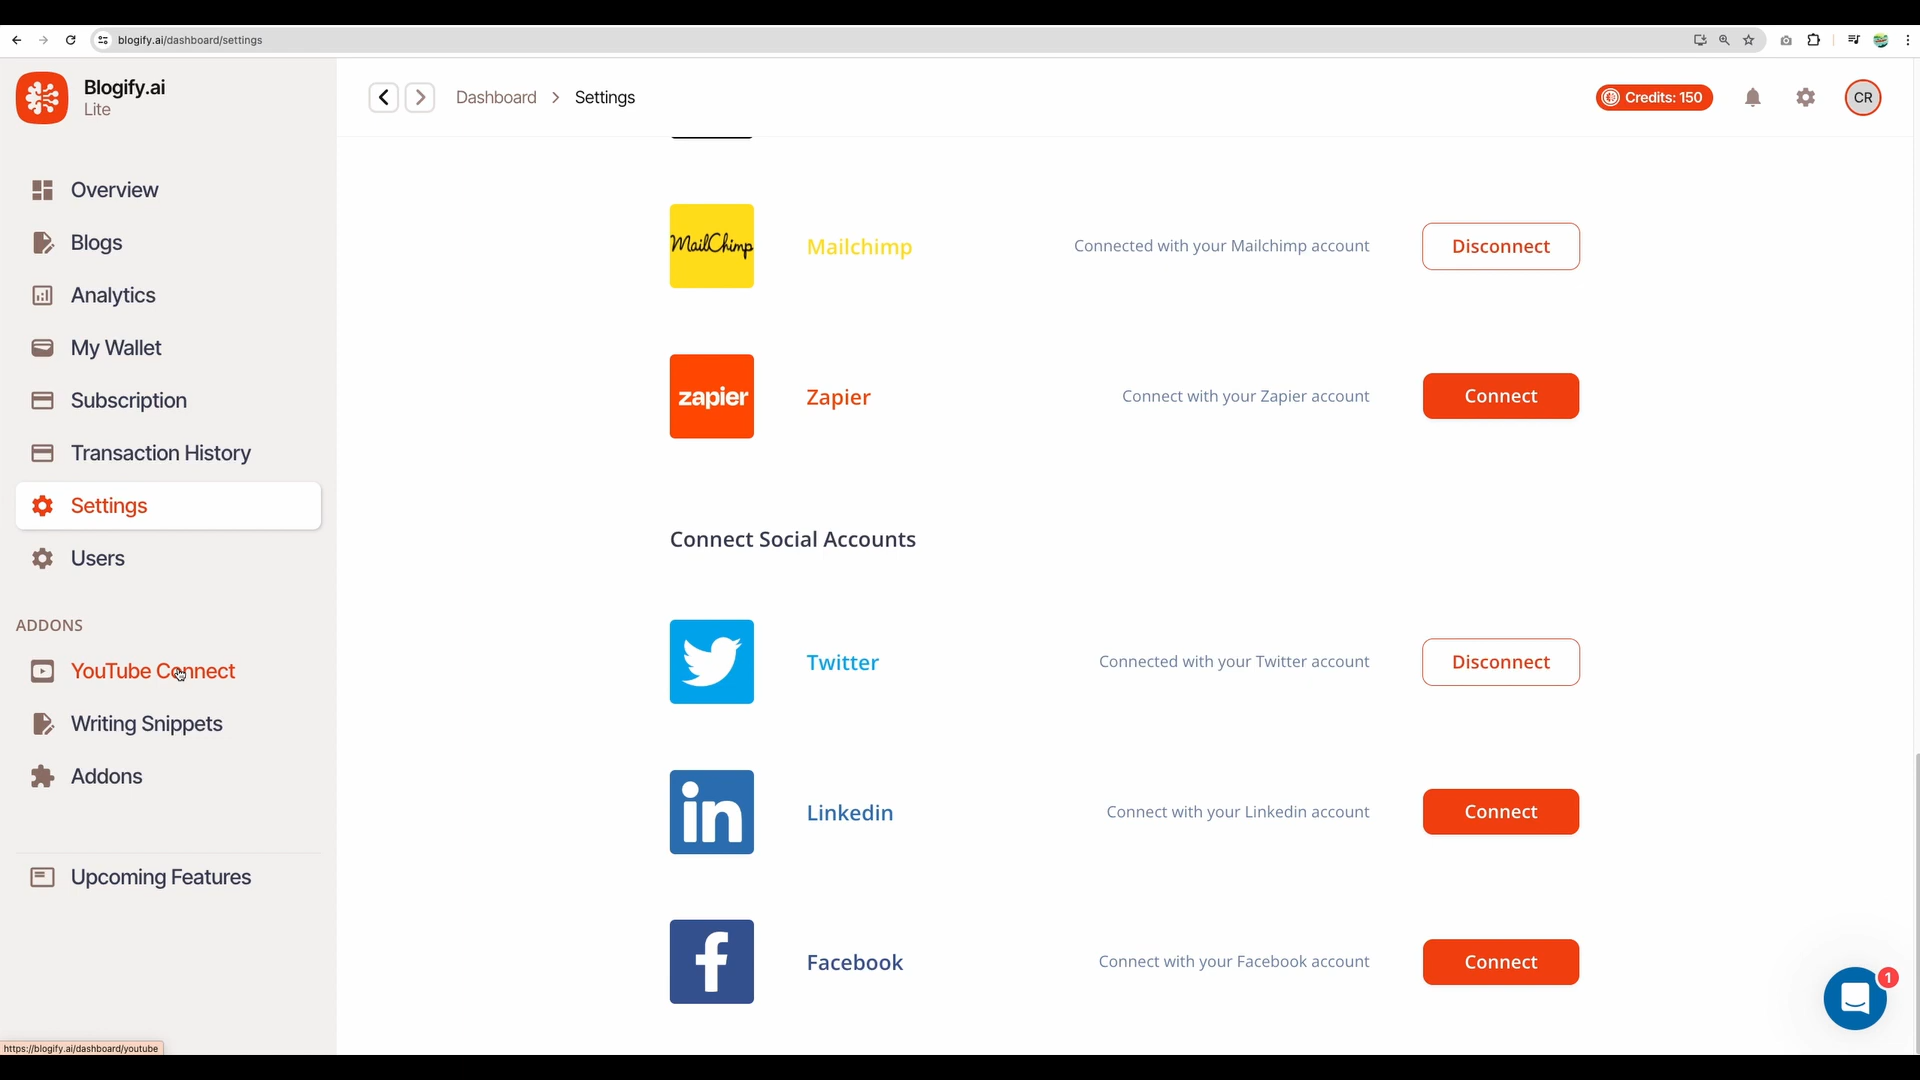 blogify.ai/dashboard/settings
Blogify.ai
Lite
Dashboard > Settings
Credits: 150
CR
Overview
Blogs
Analytics
My Wallet
Subscription
Transaction History
Settings
Users
ADDONS
YouTube Connect
Writing Snippets
Addons
Upcoming Features
MailChimp
Mailchimp
Connected with your Mailchimp account
Disconnect
zapier
Zapier
Connect with your Zapier account
Connect
Connect Social Accounts
Twitter
Connected with your Twitter account
Disconnect
in
Linkedin
Connect with your Linkedin account
Connect
f
Facebook
Connect with your Facebook account
Connect
1
https://blogify.ai/dashboard/youtube